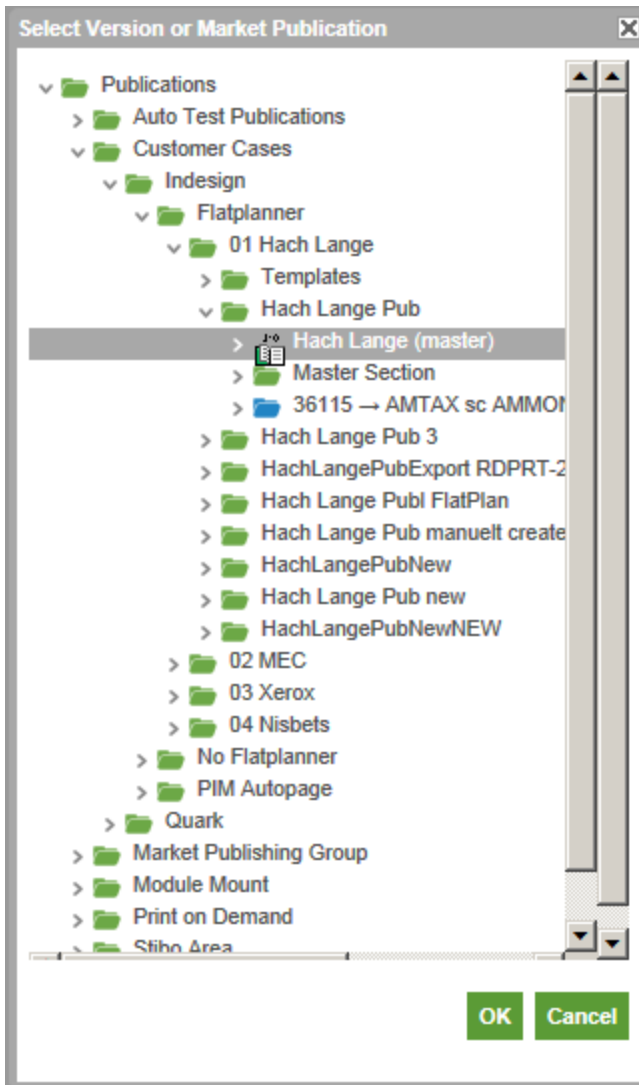 Select Version or Market Publication
Publications
Auto Test Publications
Customer Cases
Indesign
Flatplanner
01 Hach Lange
Templates
Hach Lange Pub
Hach Lange (master)
Master Section
36115 → AMTAX sc AMMON
Hach Lange Pub 3
HachLangePubExport RDPRT-2
Hach Lange Publ FlatPlan
Hach Lange Pub manuelt create
HachLangePubNew
Hach Lange Pub new
HachLangePubNewNEW
02 MEC
03 Xerox
04 Nisbets
No Flatplanner
PIM Autopage
Quark
Market Publishing Group
Module Mount
Print on Demand
Stibo Area
OK Cancel